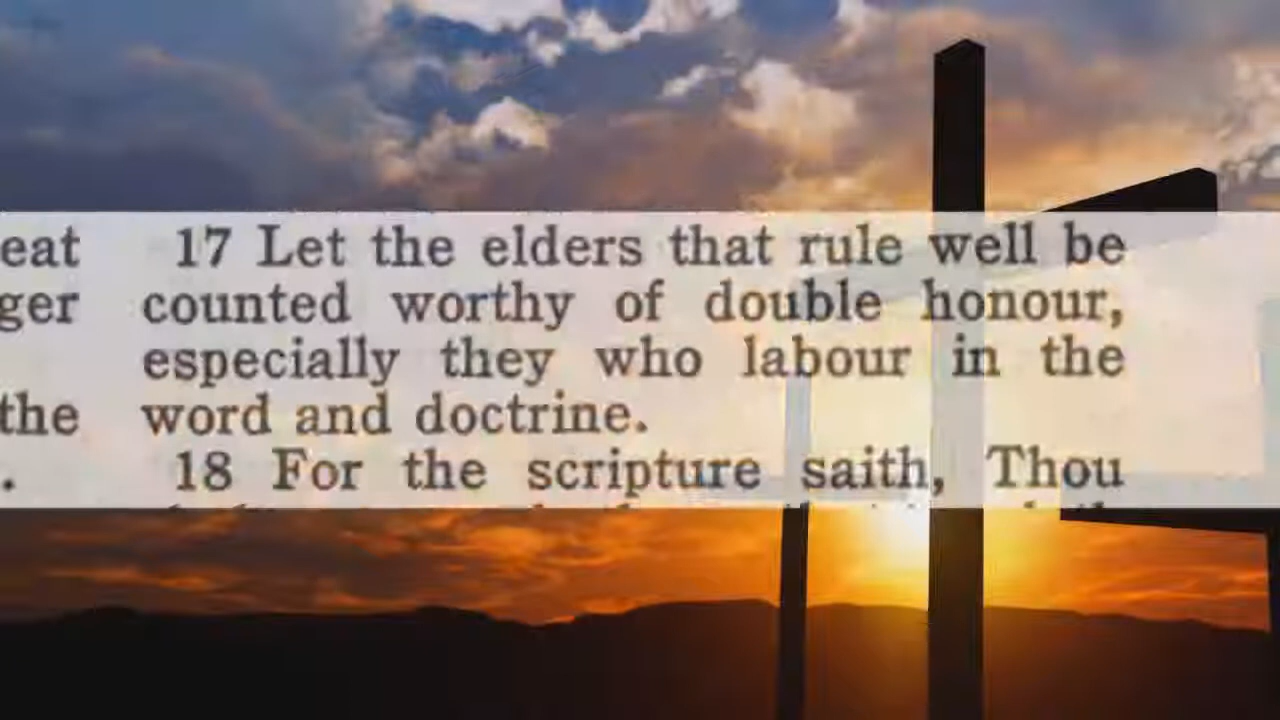 eat
ger
the
.
17 Let the elders that rule well be
counted worthy of double honour,
especially they who labour in the
word and doctrine.
18 For the scripture saith, Thou